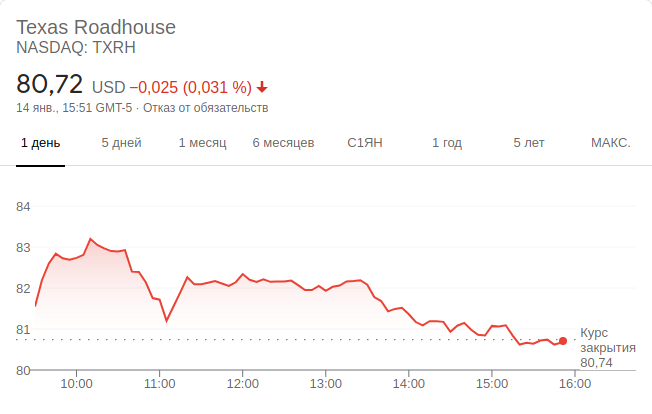 Texas Roadhouse
NASDAQ: TXRH
80,72 USD −0,025 (0,031 %)
14 янв., 15:51 GMT-5 · Отказ от обязательств
1 день 5 дней 1 месяц 6 месяцев С1ЯН 1 год 5 лет МАКС.
84
83
82
81
80
Курс
закрытия
80,74
10:00 11:00 12:00 13:00 14:00 15:00 16:00